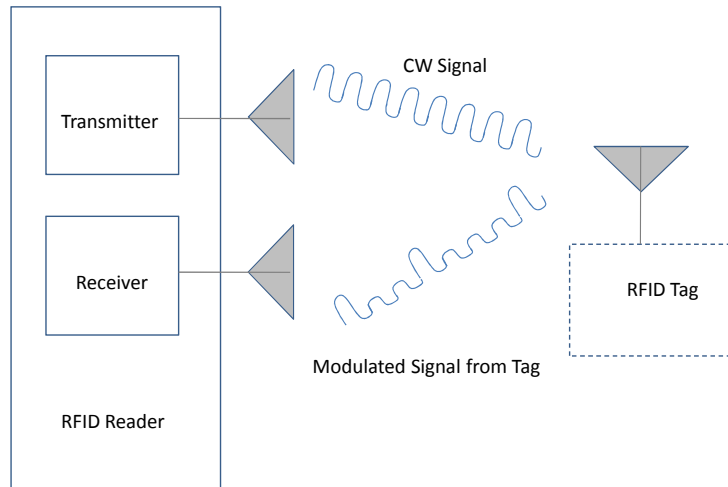 CW Signal
Transmitter
Receiver
RFID Tag
Modulated Signal from Tag
RFID Reader